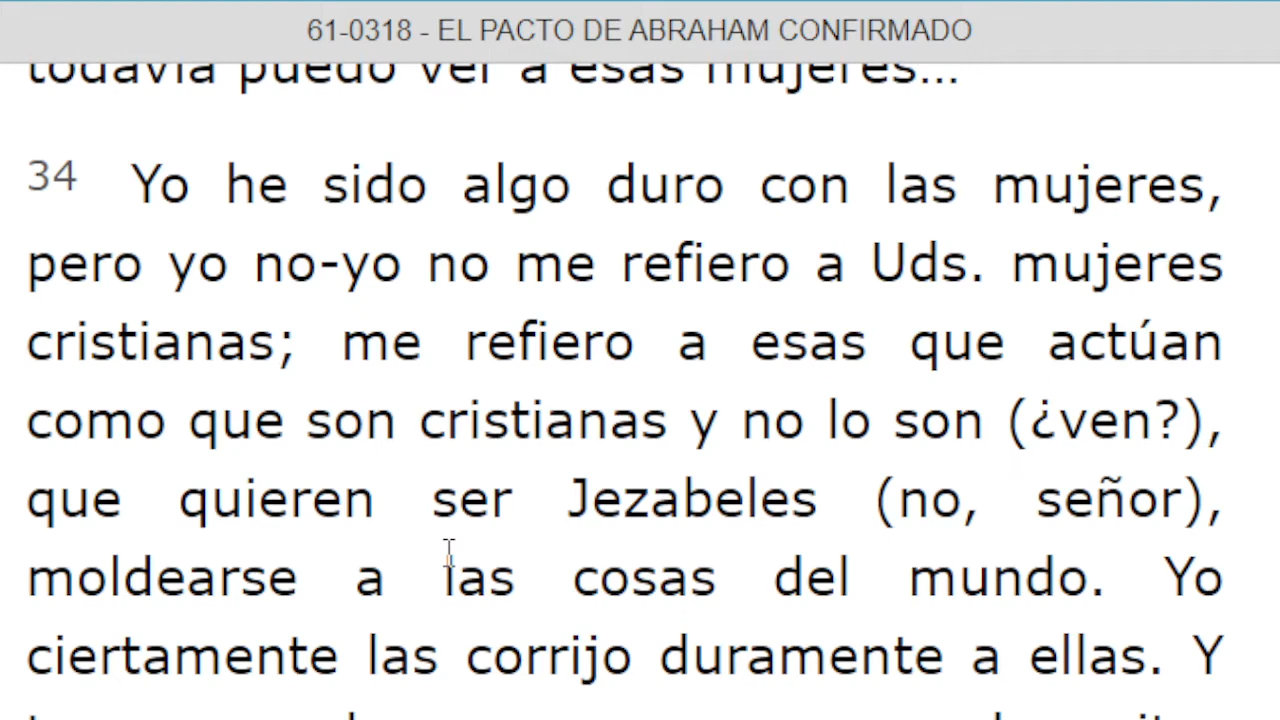 61-0318 - EL PACTO DE ABRAHAM CONFIRMADO
todavía puedo ver a esas mujeres...
34 Yo he sido algo duro con las mujeres,
pero yo no-yo no me refiero a Uds. mujeres
cristianas; me refiero a esas que actúan
como que son cristianas y no lo son (¿ven?),
que quieren ser Jezabeles (no, señor),
moldearse a las cosas del mundo. Yo
ciertamente las corrijo duramente a ellas. Y